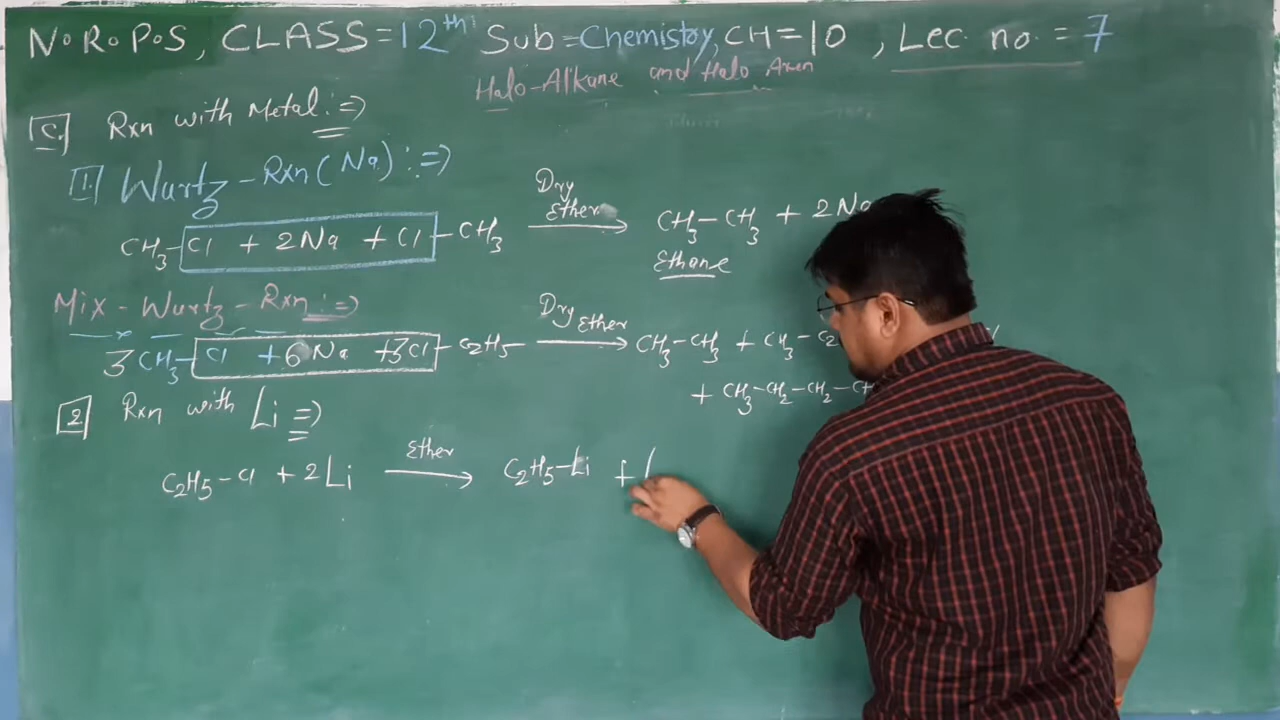 N.R.P.S, CLASS=12th Sub=Chemistry, CH=10, Lec no.=7
Halo-Alkane and Halo Aren
[C.] Rxn with Metal:⇒
[1.] Wurtz-Rxn(Na):⇒
CH3-Cl + 2Na + Cl-CH3 Dry Ether → CH3-CH3 + 2Na
Ethane
Mix-Wurtz-Rxn:⇒
3CH3-Cl + 6Na + 3Cl-C2H5 Dry Ether → CH3-CH3 + CH3-C2
+ CH3-CH2-CH2-CH
[2] Rxn with Li⇒
C2H5-Cl + 2Li Ether → C2H5-Li +